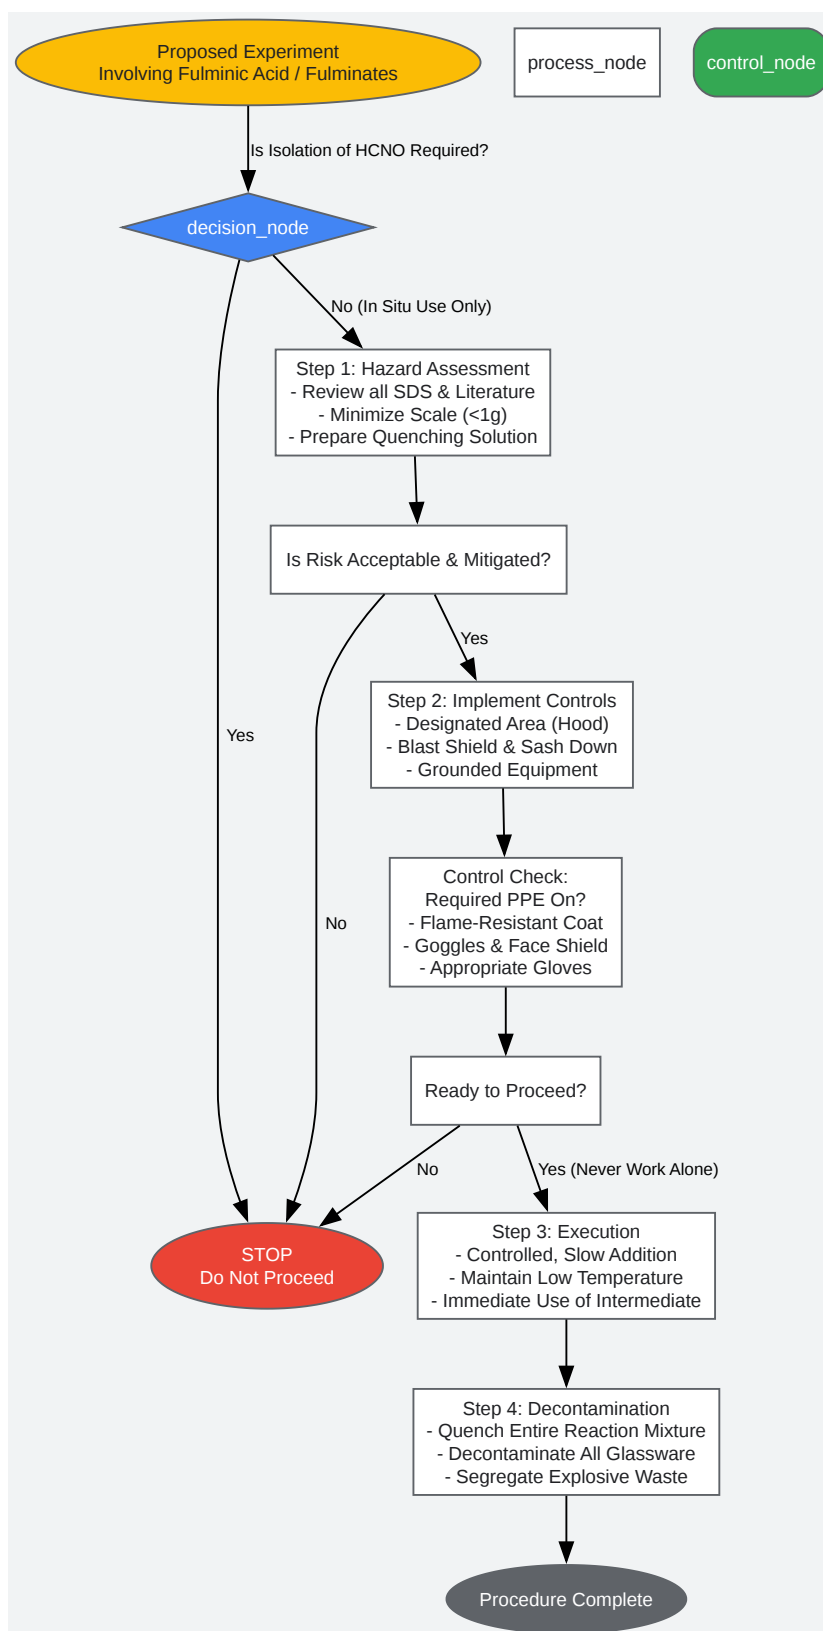 Proposed Experiment
Involving Fulminic Acid / Fulminates
process_node
control_node
Is Isolation of HCNO Required?
decision_node
No (In Situ Use Only)
Step 1: Hazard Assessment
- Review all SDS & Literature
- Minimize Scale (<1g)
- Prepare Quenching Solution
Is Risk Acceptable & Mitigated?
Yes
Step 2: Implement Controls
- Designated Area (Hood)
- Blast Shield & Sash Down
- Grounded Equipment
Yes
Control Check:
Required PPE On?
- Flame-Resistant Coat
- Goggles & Face Shield
- Appropriate Gloves
No
Ready to Proceed?
No
Yes (Never Work Alone)
STOP
Do Not Proceed
Step 3: Execution
- Controlled, Slow Addition
- Maintain Low Temperature
- Immediate Use of Intermediate
Step 4: Decontamination
- Quench Entire Reaction Mixture
- Decontaminate All Glassware
- Segregate Explosive Waste
Procedure Complete